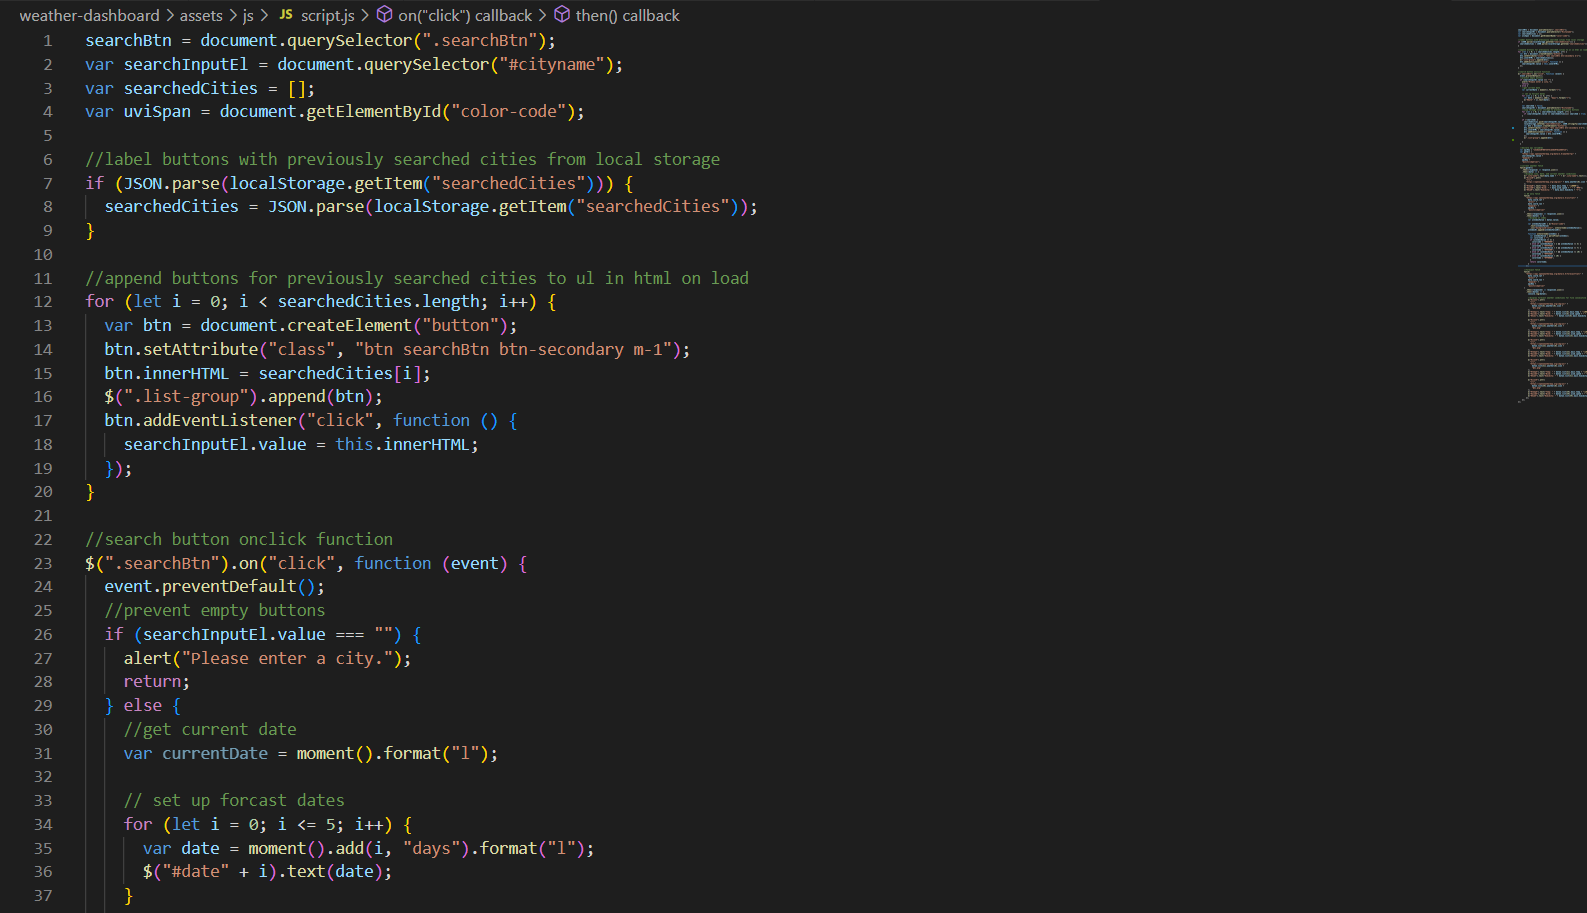 weather-dashboard > assets > js > JS script.js > on("click") callback > then() callback
1 searchBtn = document.querySelector(".searchBtn");
2 var searchInputEl = document.querySelector("#cityname");
3 var searchedCities = [];
4 var uviSpan = document.getElementById("color-code");
5
6 //label buttons with previously searched cities from local storage
7 if (JSON.parse(localStorage.getItem("searchedCities"))) {
8   searchedCities = JSON.parse(localStorage.getItem("searchedCities"));
9 }
10
11 //append buttons for previously searched cities to ul in html on load
12 for (let i = 0; i < searchedCities.length; i++) {
13   var btn = document.createElement("button");
14   btn.setAttribute("class", "btn searchBtn btn-secondary m-1");
15   btn.innerHTML = searchedCities[i];
16   $(".list-group").append(btn);
17   btn.addEventListener("click", function () {
18     searchInputEl.value = this.innerHTML;
19   });
20 }
21
22 //search button onclick function
23 $(".searchBtn").on("click", function (event) {
24   event.preventDefault();
25   //prevent empty buttons
26   if (searchInputEl.value === "") {
27     alert("Please enter a city.");
28     return;
29   } else {
30     //get current date
31     var currentDate = moment().format("l");
32
33     // set up forcast dates
34     for (let i = 0; i <= 5; i++) {
35       var date = moment().add(i, "days").format("l");
36       $("#date" + i).text(date);
37     }